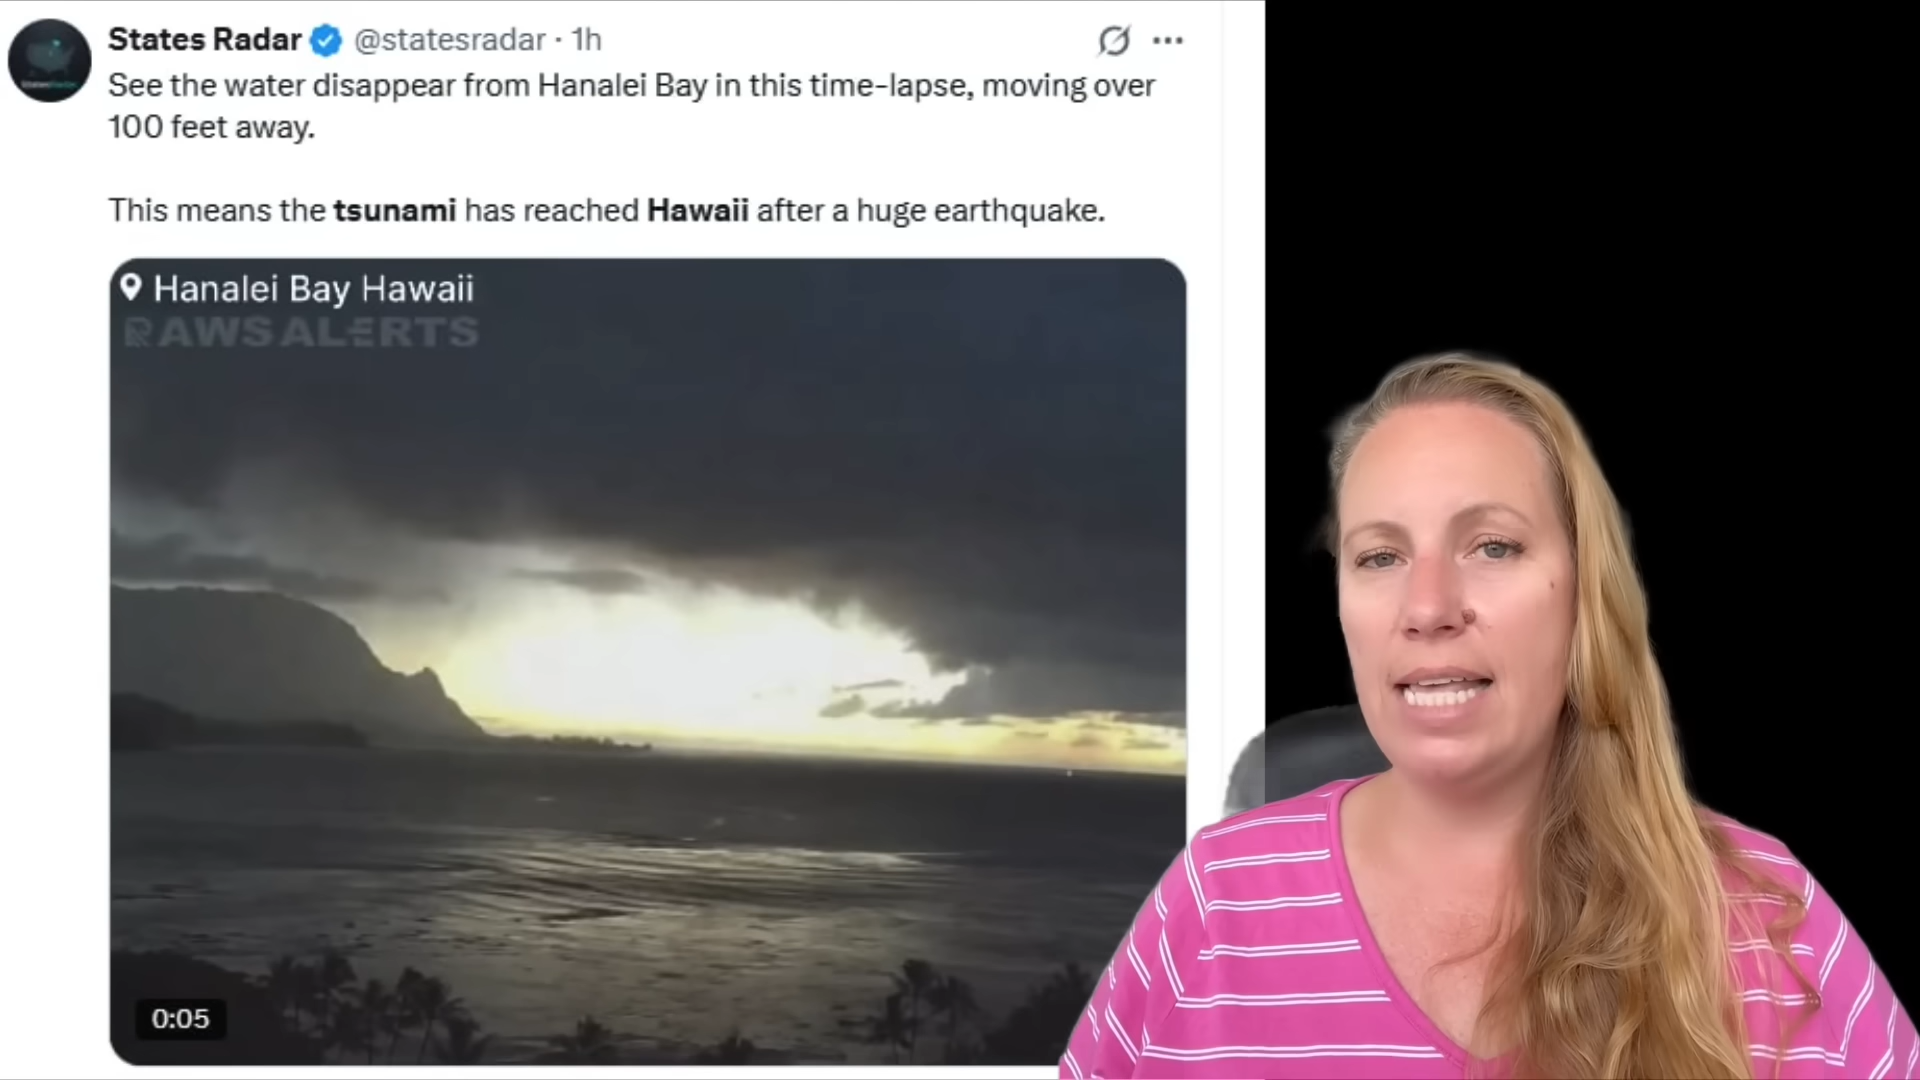 States Radar @statesradar · 1h
See the water disappear from Hanalei Bay in this time-lapse, moving over
100 feet away.
This means the tsunami has reached Hawaii after a huge earthquake.
Hanalei Bay Hawaii
RAWSALERTS
0:05